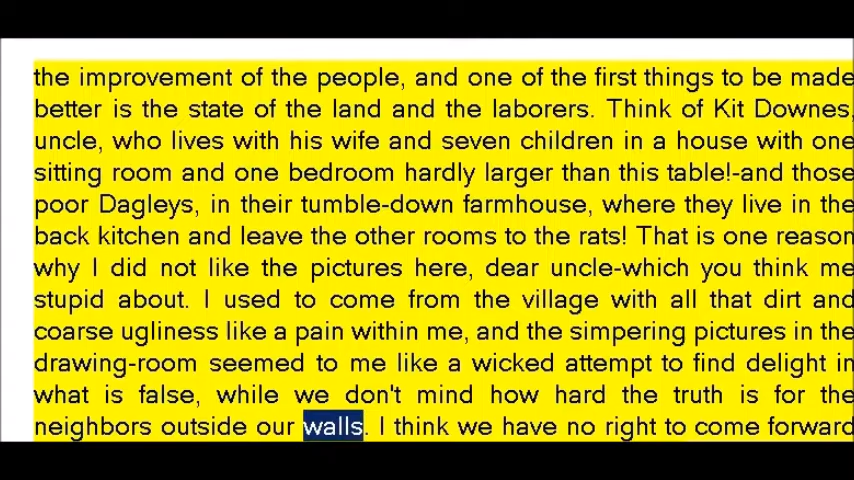 the improvement of the people, and one of the first things to be made
better is the state of the land and the laborers. Think of Kit Downes,
uncle, who lives with his wife and seven children in a house with one
sitting room and one bedroom hardly larger than this table!-and those
poor Dagleys, in their tumble-down farmhouse, where they live in the
back kitchen and leave the other rooms to the rats! That is one reason
why I did not like the pictures here, dear uncle-which you think me
stupid about. I used to come from the village with all that dirt and
coarse ugliness like a pain within me, and the simpering pictures in the
drawing-room seemed to me like a wicked attempt to find delight in
what is false, while we don't mind how hard the truth is for the
neighbors outside our walls. I think we have no right to come forward